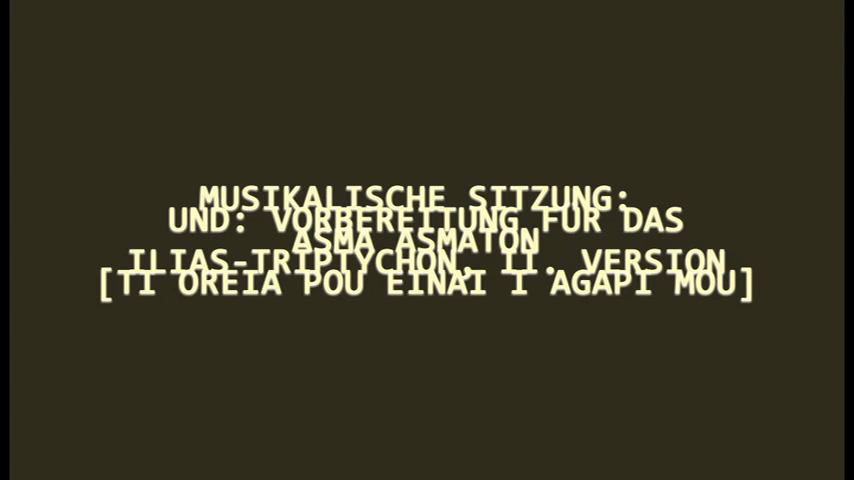 MUSIKALISCHE SITZUNG:
UND: VORBEREITUNG FÜR DAS
ASMA ASMATON
ILIAS-TRIPTYCHON, II. VERSION
[TI OREIA POU EINAI I AGAPI MOU]